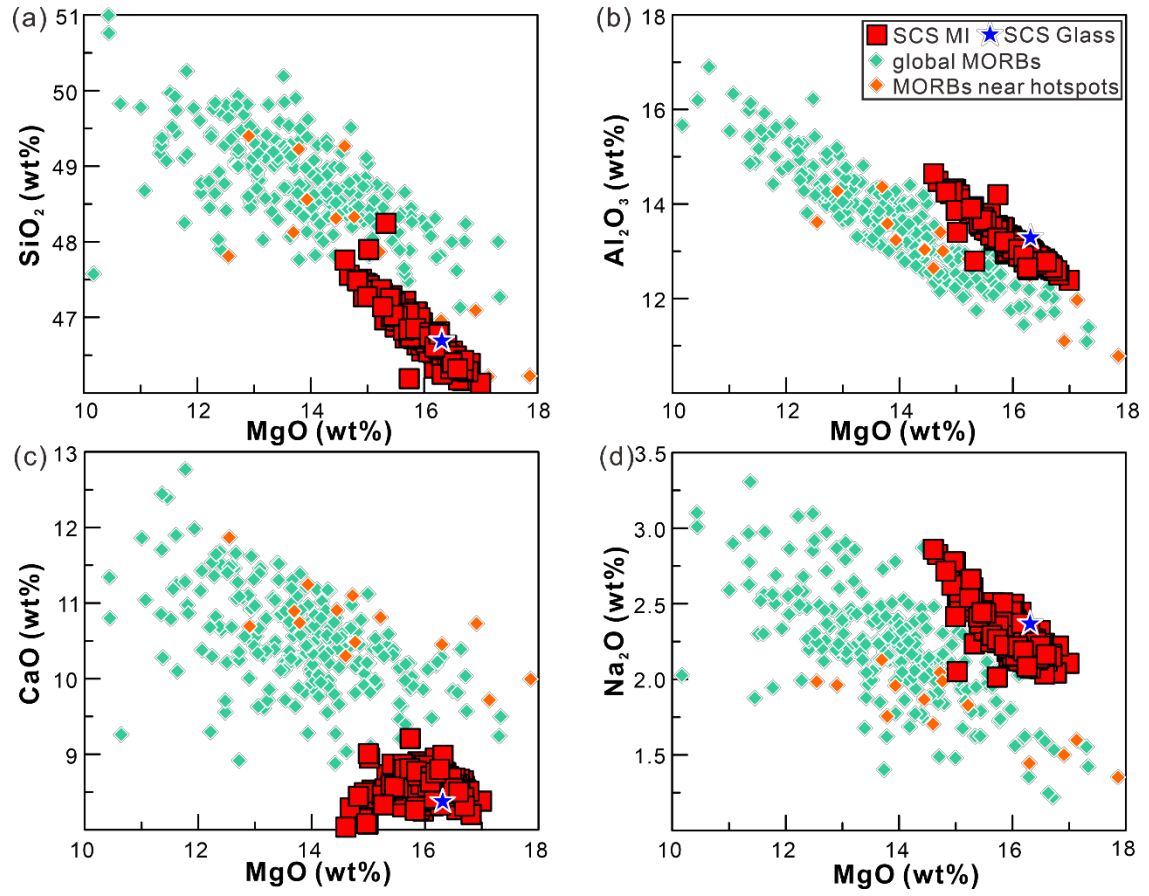 (a)
51
50
49
48
47
SiO₂ (wt%)
10 12 14 16 18
MgO (wt%)
(b)
SCS MI SCS Glass
global MORBs
MORBs near hotspots
18
16
14
12
Al₂O₃ (wt%)
10 12 14 16 18
MgO (wt%)
(c)
13
12
11
10
9
CaO (wt%)
10 12 14 16 18
MgO (wt%)
(d)
3.5
3.0
2.5
2.0
1.5
Na₂O (wt%)
10 12 14 16 18
MgO (wt%)